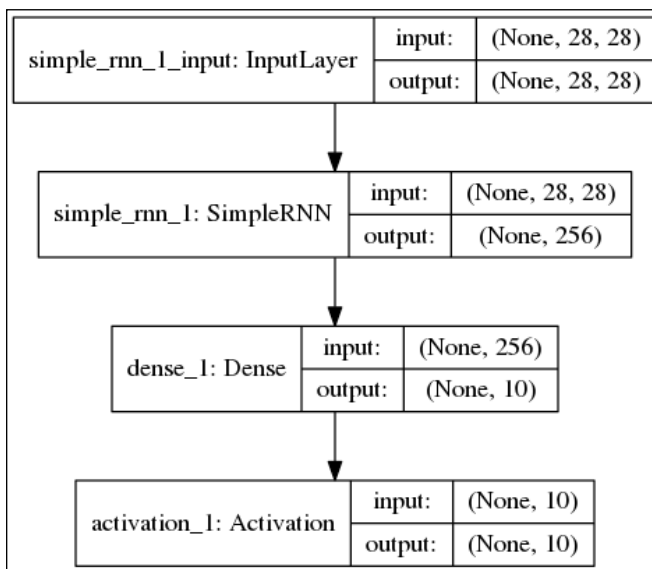 simple_rnn_1_input: InputLayer
input: (None, 28, 28)
output: (None, 28, 28)
simple_rnn_1: SimpleRNN
input: (None, 28, 28)
output: (None, 256)
dense_1: Dense
input: (None, 256)
output: (None, 10)
activation_1: Activation
input: (None, 10)
output: (None, 10)